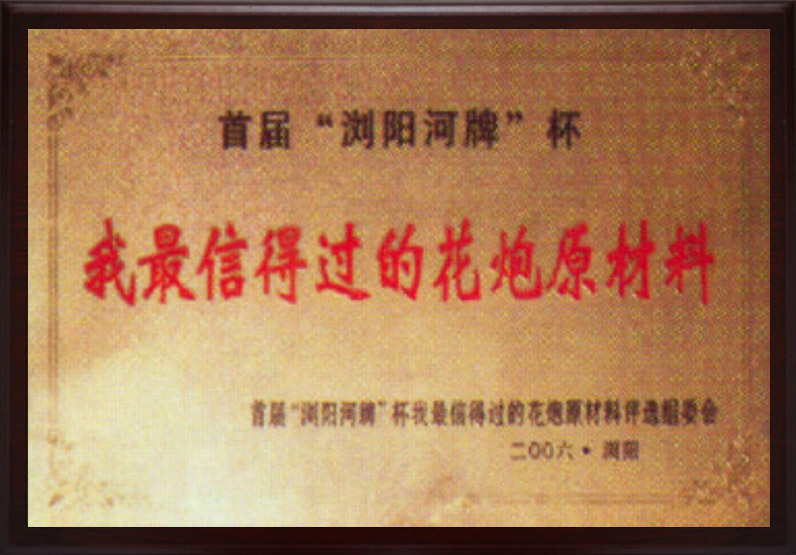 首届“浏阳河牌”杯
我最信得过的花炮原材料
首届“浏阳河牌”杯我最信得过的花炮原材料评选组委会
二00六·浏阳